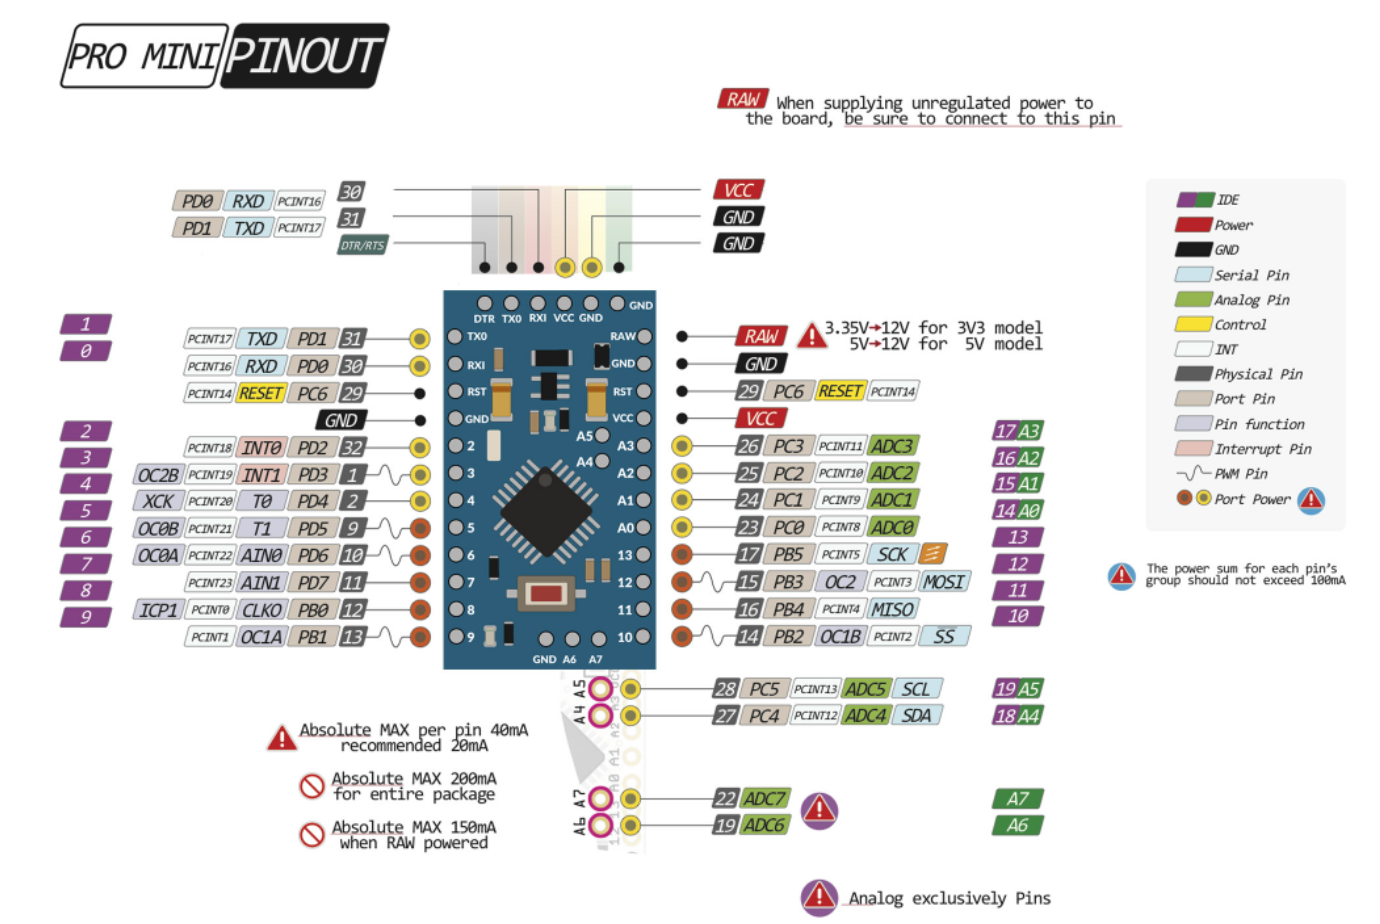 PRO MINI PINOUT
RAW When supplying unregulated power to
the board, be sure to connect to this pin
PD0 RXD PCINT16 30
PD1 TXD PCINT17 31
DTR/RTS
VCC
GND
GND
DTR TX0 RXI VCC GND GND
1
0
2
3
4
5
6
7
8
9
PCINT17 TXD PD1 31
PCINT16 RXD PD0 30
PCINT14 RESET PC6 29
GND
PCINT18 INT0 PD2 32
OC2B PCINT19 INT1 PD3 1
XCK PCINT20 T0 PD4 2
OC0B PCINT21 T1 PD5 9
OC0A PCINT22 AIN0 PD6 10
PCINT23 AIN1 PD7 11
ICP1 PCINT0 CLKO PB0 12
PCINT1 OC1A PB1 13
TX0 RAW
RXI GND
RST RST
GND VCC
2 A5 A3
3 A4 A2
4 A1
5 A0
6 13
7 12
8 11
9 10
GND A6 A7
RAW 3.35V→12V for 3V3 model
5V→12V for 5V model
GND
29 PC6 RESET PCINT14
VCC
26 PC3 PCINT11 ADC3
25 PC2 PCINT10 ADC2
24 PC1 PCINT9 ADC1
23 PC0 PCINT8 ADC0
17 PB5 PCINT5 SCK
15 PB3 OC2 PCINT3 MOSI
16 PB4 PCINT4 MISO
14 PB2 OC1B PCINT2 SS
17 A3
16 A2
15 A1
14 A0
13
12
11
10
A5 28 PC5 PCINT13 ADC5 SCL 19 A5
A4 27 PC4 PCINT12 ADC4 SDA 18 A4
A7 22 ADC7 A7
A6 19 ADC6 A6
A3 A2 A1 A0 13 12
Absolute MAX per pin 40mA
recommended 20mA
Absolute MAX 200mA
for entire package
Absolute MAX 150mA
when RAW powered
Analog exclusively Pins
IDE
Power
GND
Serial Pin
Analog Pin
Control
INT
Physical Pin
Port Pin
Pin function
Interrupt Pin
PWM Pin
Port Power
The power sum for each pin's
group should not exceed 100mA